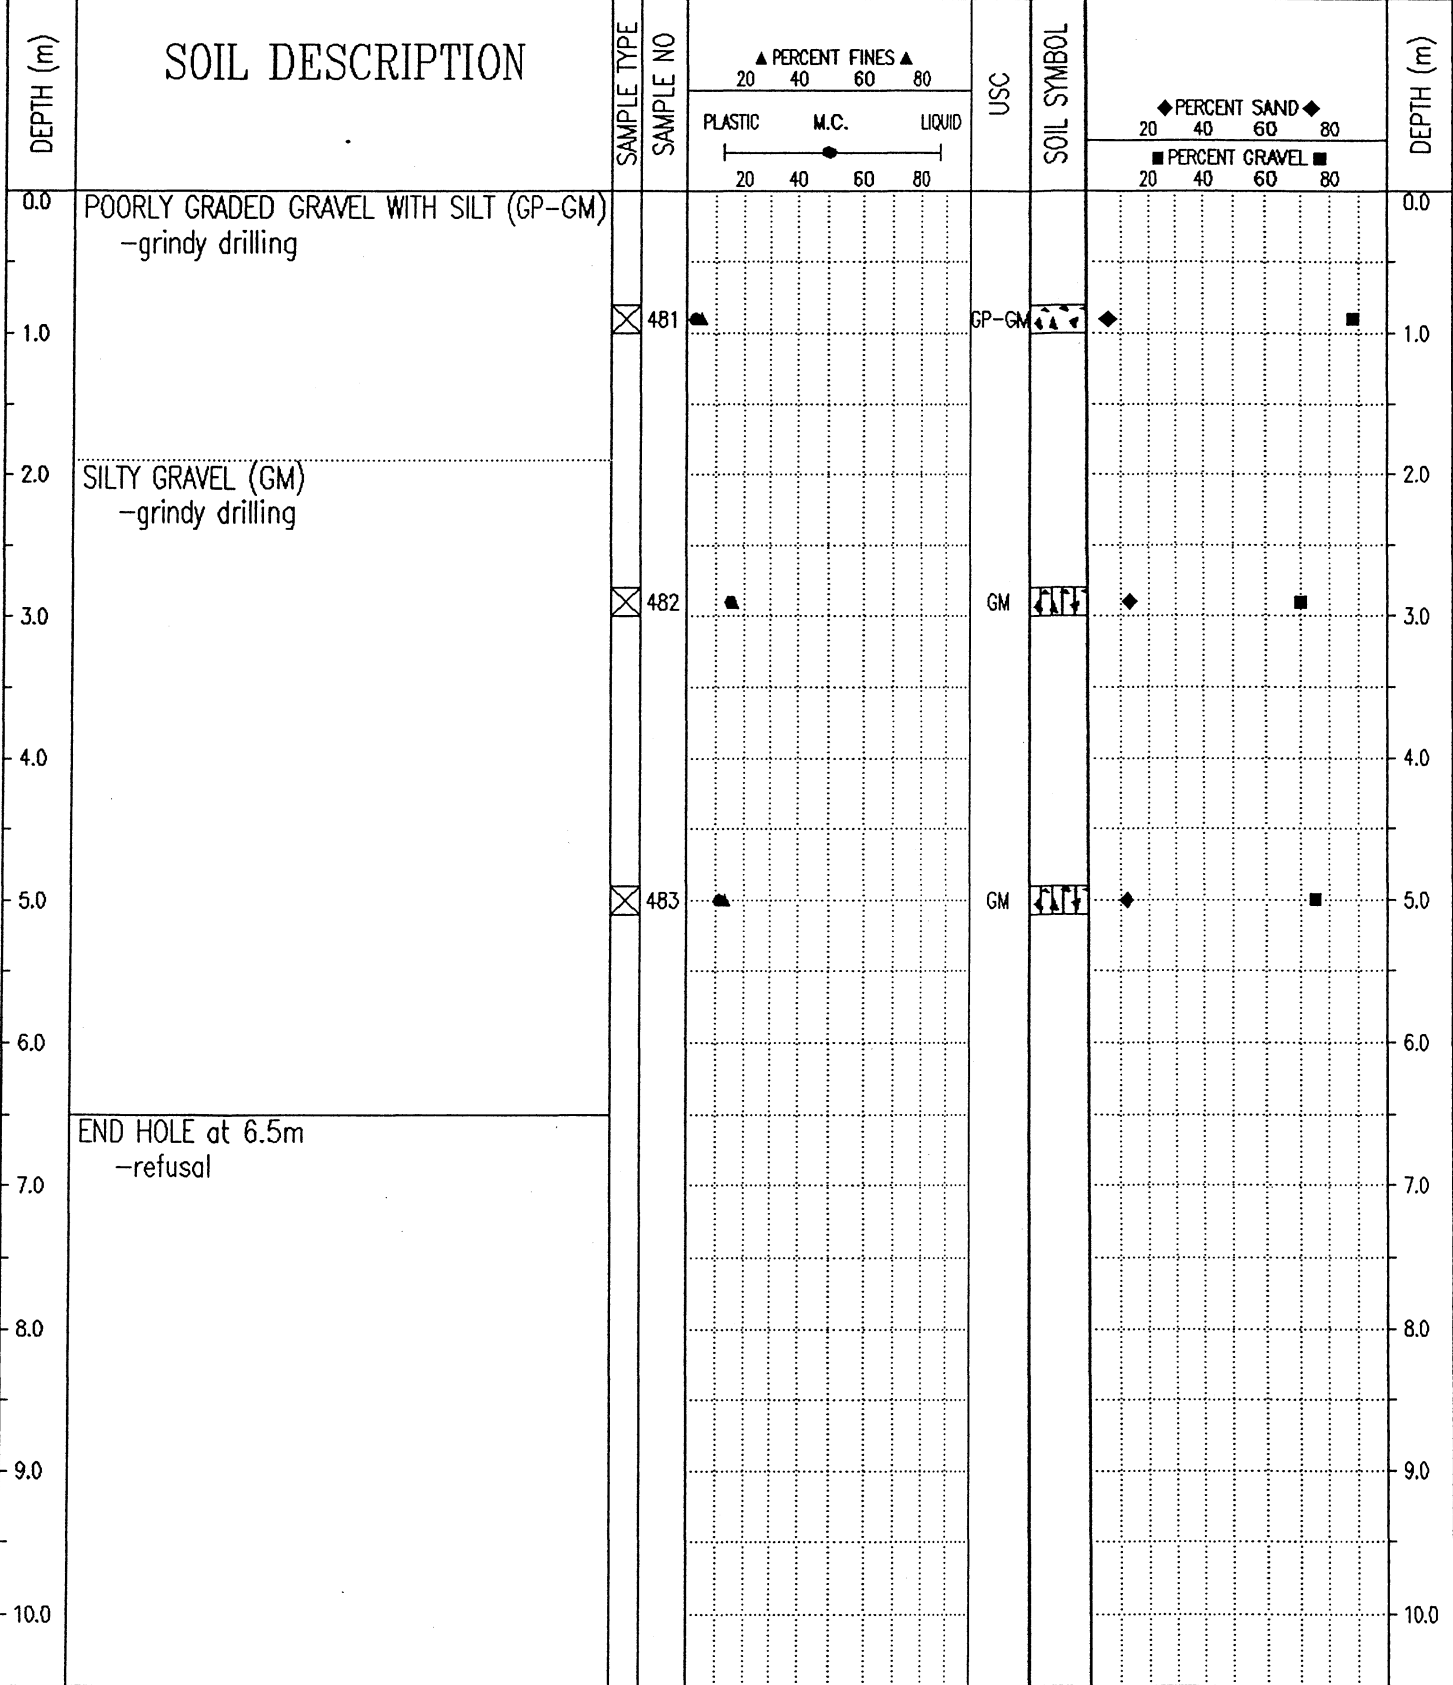 DEPTH (m)
SOIL DESCRIPTION
SAMPLE TYPE
SAMPLE NO
▲ PERCENT FINES ▲
20 40 60 80
PLASTIC M.C. LIQUID
20 40 60 80
USC
SOIL SYMBOL
◆ PERCENT SAND ◆
20 40 60 80
■ PERCENT GRAVEL ■
20 40 60 80
DEPTH (m)
0.0 POORLY GRADED GRAVEL WITH SILT (GP-GM) 0.0
-grindy drilling
481 GP-GM
1.0 1.0
2.0 SILTY GRAVEL (GM) 2.0
-grindy drilling
482 GM
3.0 3.0
4.0 4.0
5.0 483 GM 5.0
6.0 6.0
END HOLE at 6.5m
-refusal
7.0 7.0
8.0 8.0
9.0 9.0
10.0 10.0